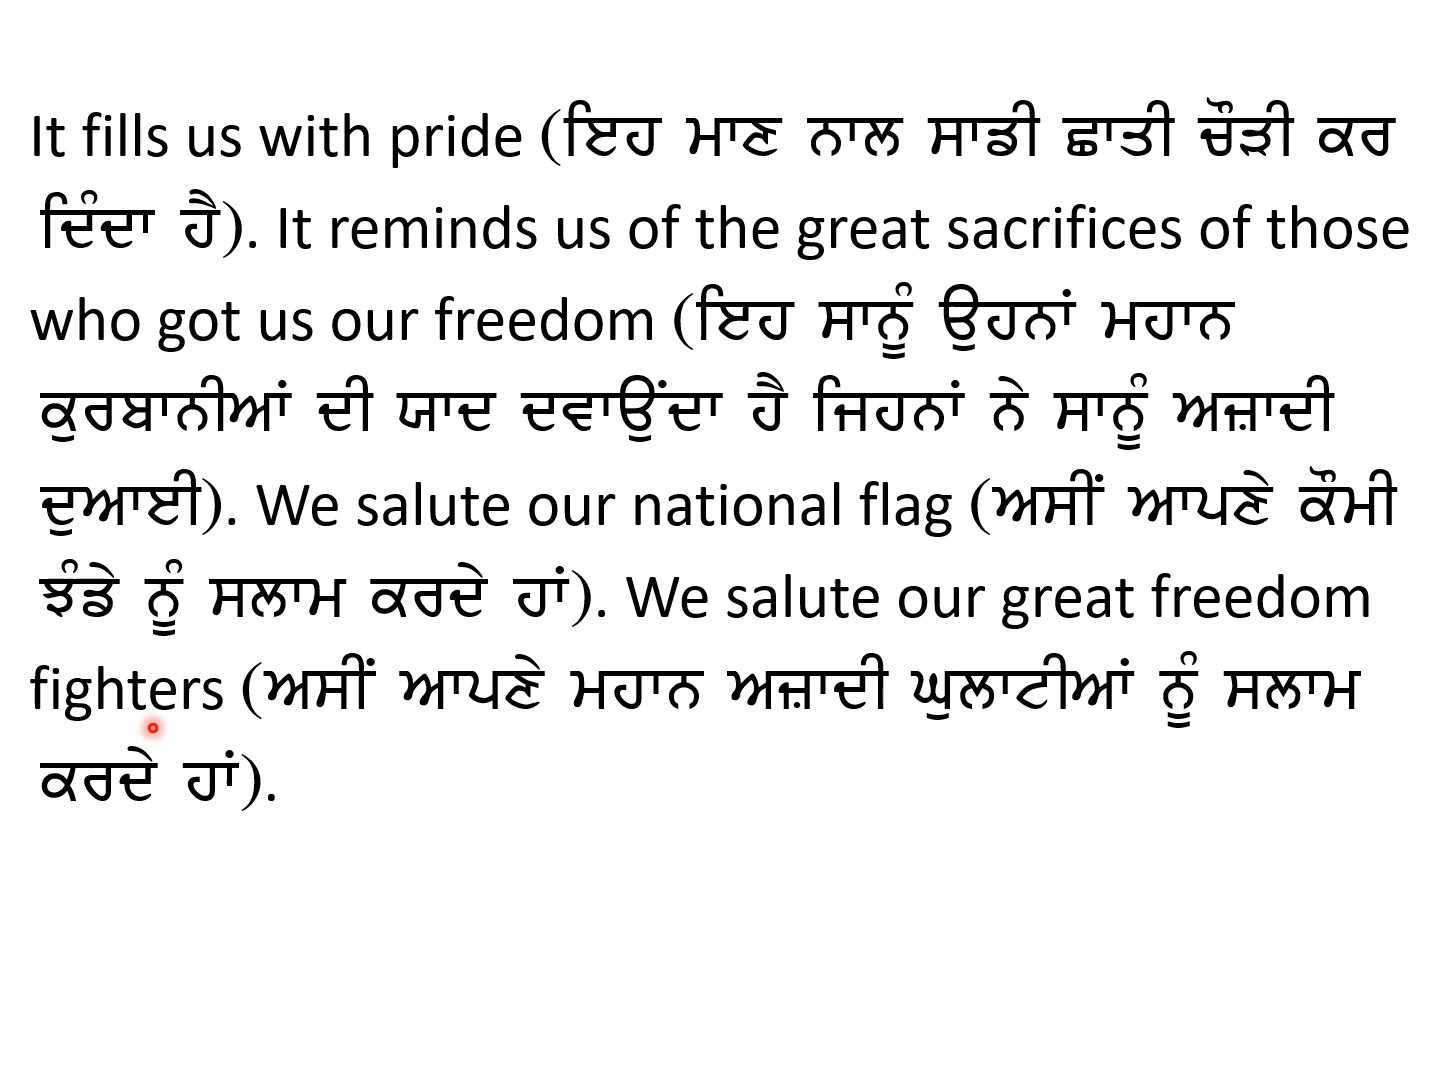 It fills us with pride (ਇਹ ਮਾਣ ਨਾਲ ਸਾਡੀ ਛਾਤੀ ਚੌੜੀ ਕਰ
ਦਿੰਦਾ ਹੈ). It reminds us of the great sacrifices of those
who got us our freedom (ਇਹ ਸਾਨੂੰ ਉਹਨਾਂ ਮਹਾਨ
ਕੁਰਬਾਨੀਆਂ ਦੀ ਯਾਦ ਦਵਾਉਂਦਾ ਹੈ ਜਿਹਨਾਂ ਨੇ ਸਾਨੂੰ ਅਜ਼ਾਦੀ
ਦੁਆਈ). We salute our national flag (ਅਸੀਂ ਆਪਣੇ ਕੌਮੀ
ਝੰਡੇ ਨੂੰ ਸਲਾਮ ਕਰਦੇ ਹਾਂ). We salute our great freedom
fighters (ਅਸੀਂ ਆਪਣੇ ਮਹਾਨ ਅਜ਼ਾਦੀ ਘੁਲਾਟੀਆਂ ਨੂੰ ਸਲਾਮ
ਕਰਦੇ ਹਾਂ).